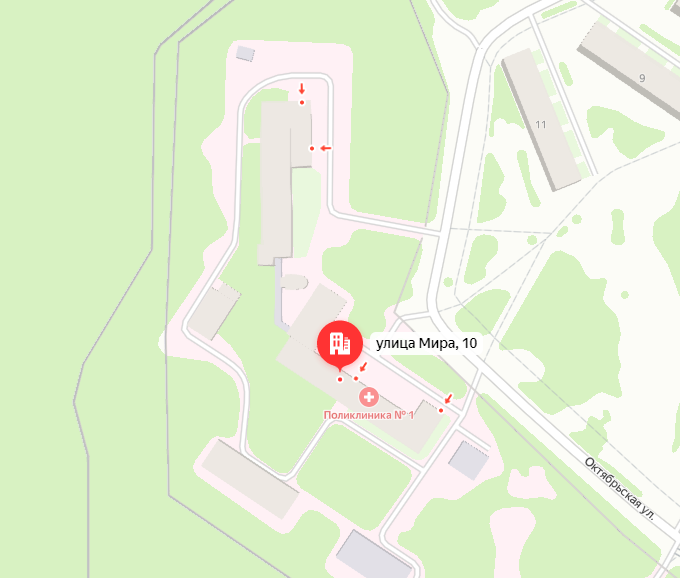 9
11
улица Мира, 10
Поликлиника № 1
Октябрьская ул.